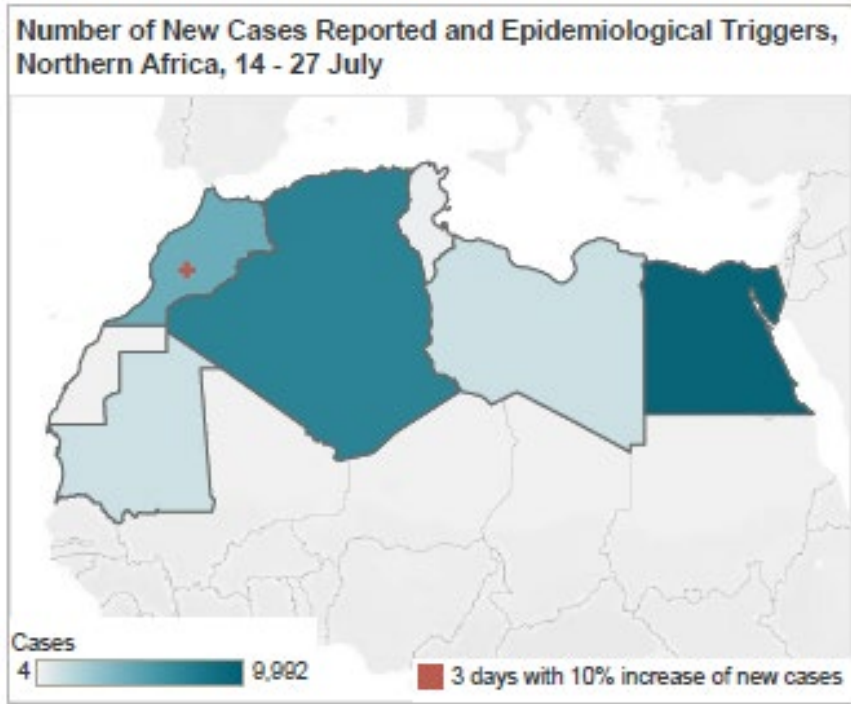 Number of New Cases Reported and Epidemiological Triggers,
Northern Africa, 14 - 27 July
Cases
4 9,992
3 days with 10% increase of new cases